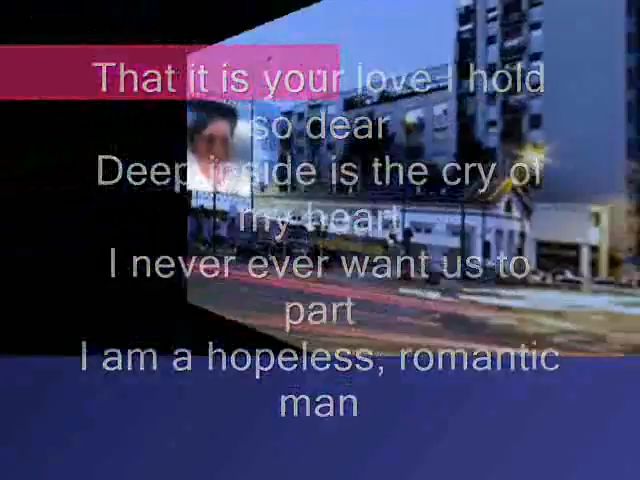 That it is your love I hold
so dear
Deep inside is the cry of
my heart
I never ever want us to
part
I am a hopeless, romantic
man